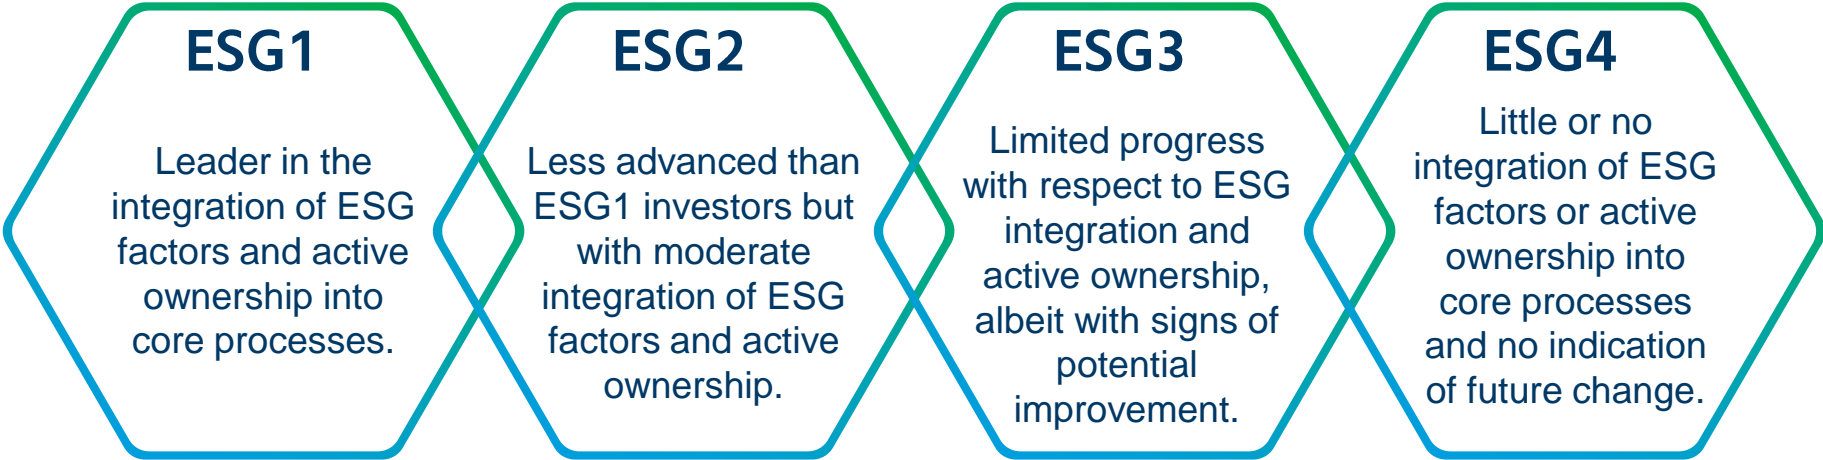 ESG1
Leader in the
integration of ESG
factors and active
ownership into
core processes.
ESG2
Less advanced than
ESG1 investors but
with moderate
integration of ESG
factors and active
ownership.
ESG3
Limited progress
with respect to ESG
integration and
active ownership,
albeit with signs of
potential
improvement.
ESG4
Little or no
integration of ESG
factors or active
ownership into
core processes
and no indication
of future change.